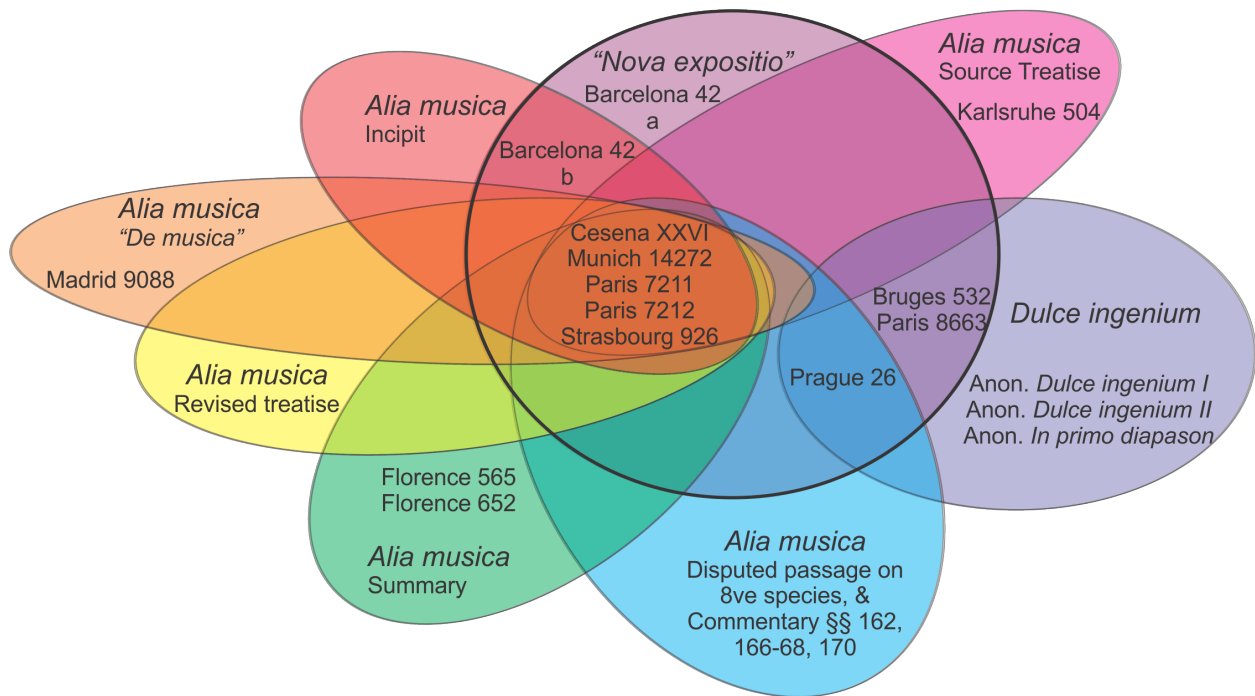 “Nova expositio”
Barcelona 42
a
Alia musica
Source Treatise
Karlsruhe 504
Alia musica
Incipit
Barcelona 42
b
Alia musica
“De musica”
Madrid 9088
Cesena XXVI
Munich 14272
Paris 7211
Paris 7212
Strasbourg 926
Bruges 532
Paris 8663
Dulce ingenium
Anon. Dulce ingenium I
Anon. Dulce ingenium II
Anon. In primo diapason
Prague 26
Alia musica
Revised treatise
Florence 565
Florence 652
Alia musica
Summary
Alia musica
Disputed passage on
8ve species, &
Commentary §§ 162,
166-68, 170